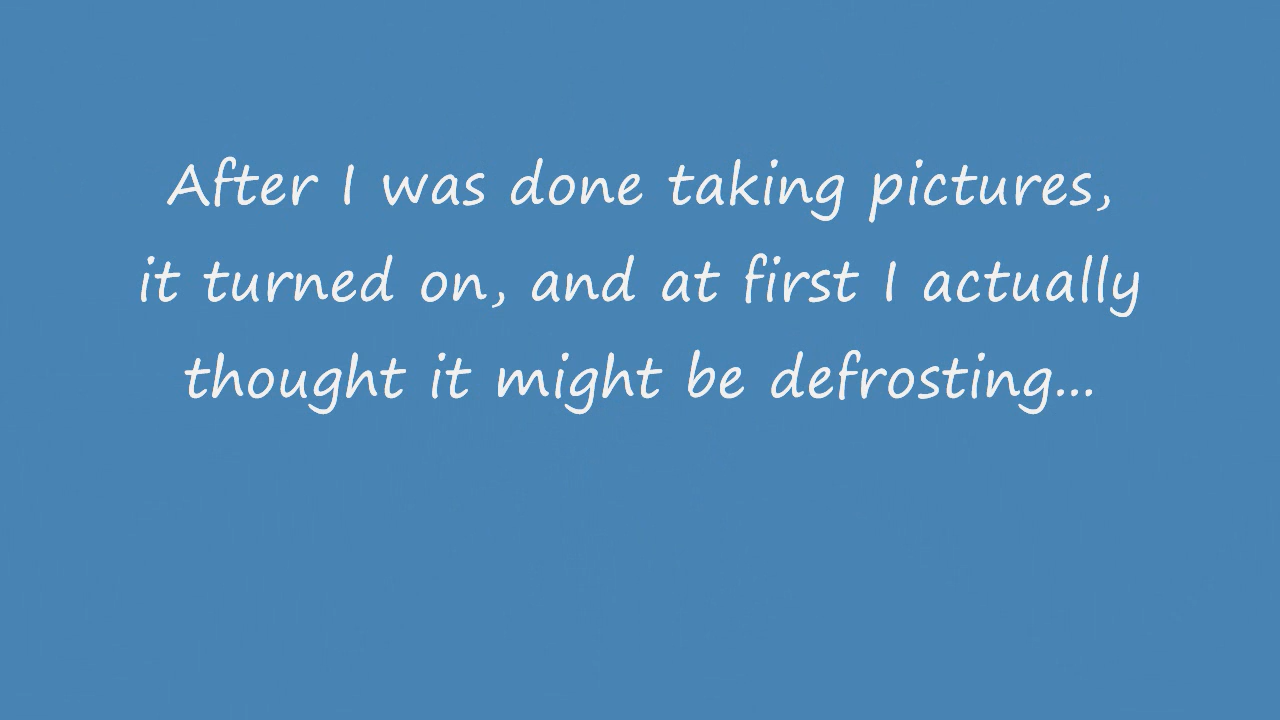 After I was done taking pictures,
it turned on, and at first I actually
thought it might be defrosting...